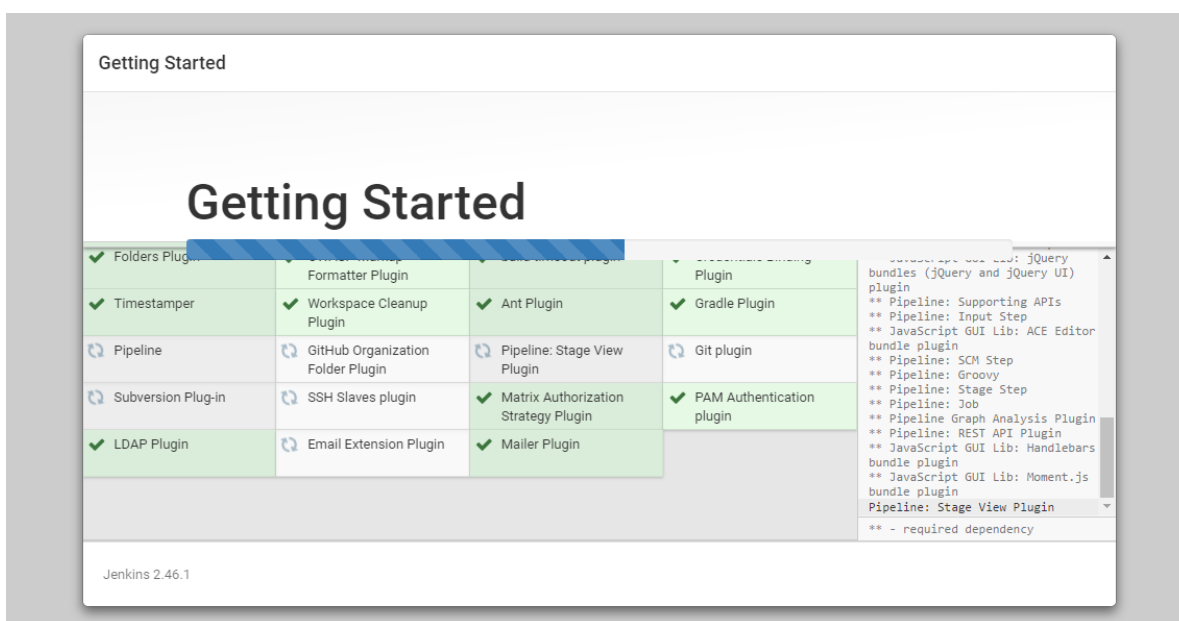 Getting Started
Getting Started
Folders Plug
Formatter Plugin
Plugin
Timestamper
Workspace Cleanup
Plugin
Ant Plugin
Gradle Plugin
Pipeline
GitHub Organization
Folder Plugin
Pipeline: Stage View
Plugin
Git plugin
Subversion Plug-in
SSH Slaves plugin
Matrix Authorization
Strategy Plugin
PAM Authentication
plugin
LDAP Plugin
Email Extension Plugin
Mailer Plugin
JavaScript GUI Lib: jQuery
bundles (jQuery and jQuery UI)
plugin
** Pipeline: Supporting APIs
** Pipeline: Input Step
** JavaScript GUI Lib: ACE Editor
bundle plugin
** Pipeline: SCM Step
** Pipeline: Groovy
** Pipeline: Stage Step
** Pipeline: Job
** Pipeline Graph Analysis Plugin
** Pipeline: REST API Plugin
** JavaScript GUI Lib: Handlebars
bundle plugin
** JavaScript GUI Lib: Moment.js
bundle plugin
Pipeline: Stage View Plugin
** - required dependency
Jenkins 2.46.1